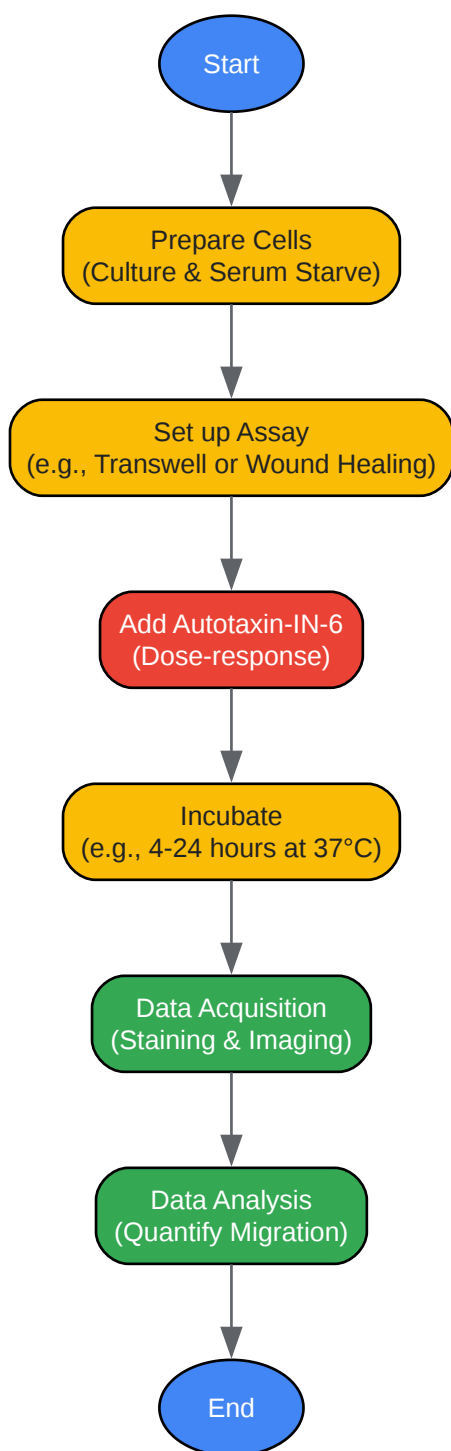 Start
Prepare Cells
(Culture & Serum Starve)
Set up Assay
(e.g., Transwell or Wound Healing)
Add Autotaxin-IN-6
(Dose-response)
Incubate
(e.g., 4-24 hours at 37°C)
Data Acquisition
(Staining & Imaging)
Data Analysis
(Quantify Migration)
End